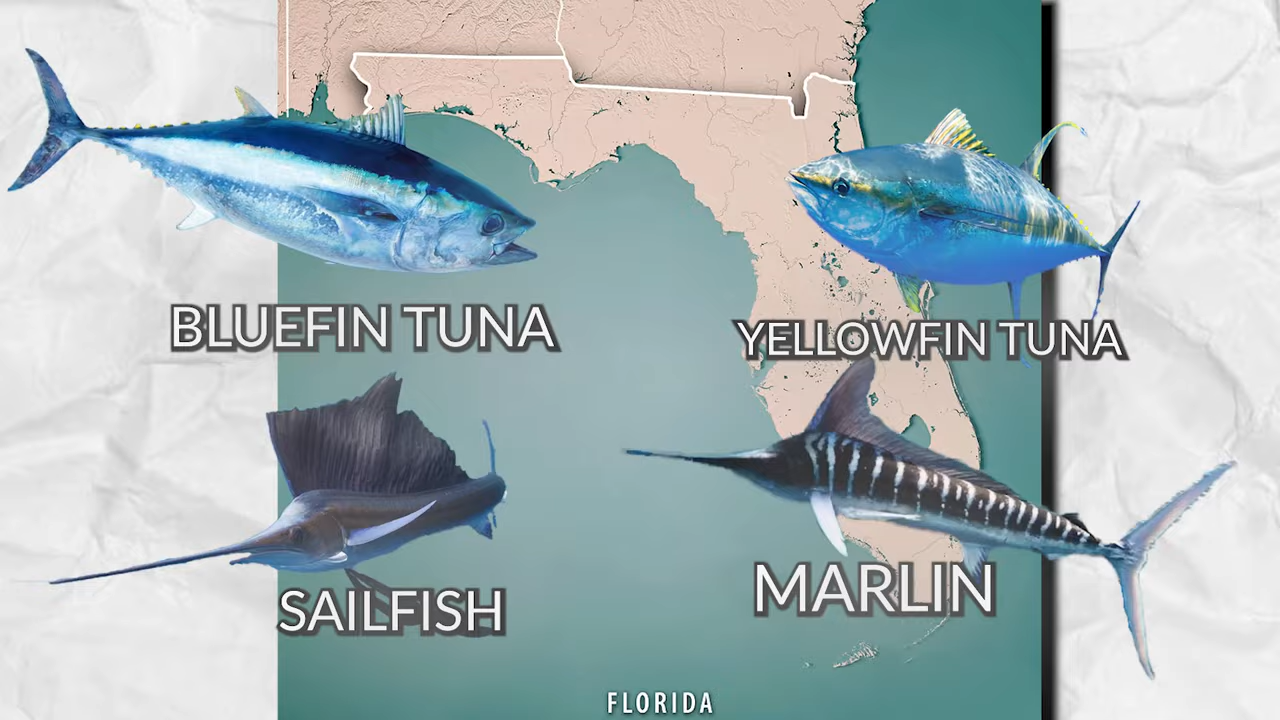 BLUEFIN TUNA
YELLOWFIN TUNA
SAILFISH
MARLIN
FLORIDA